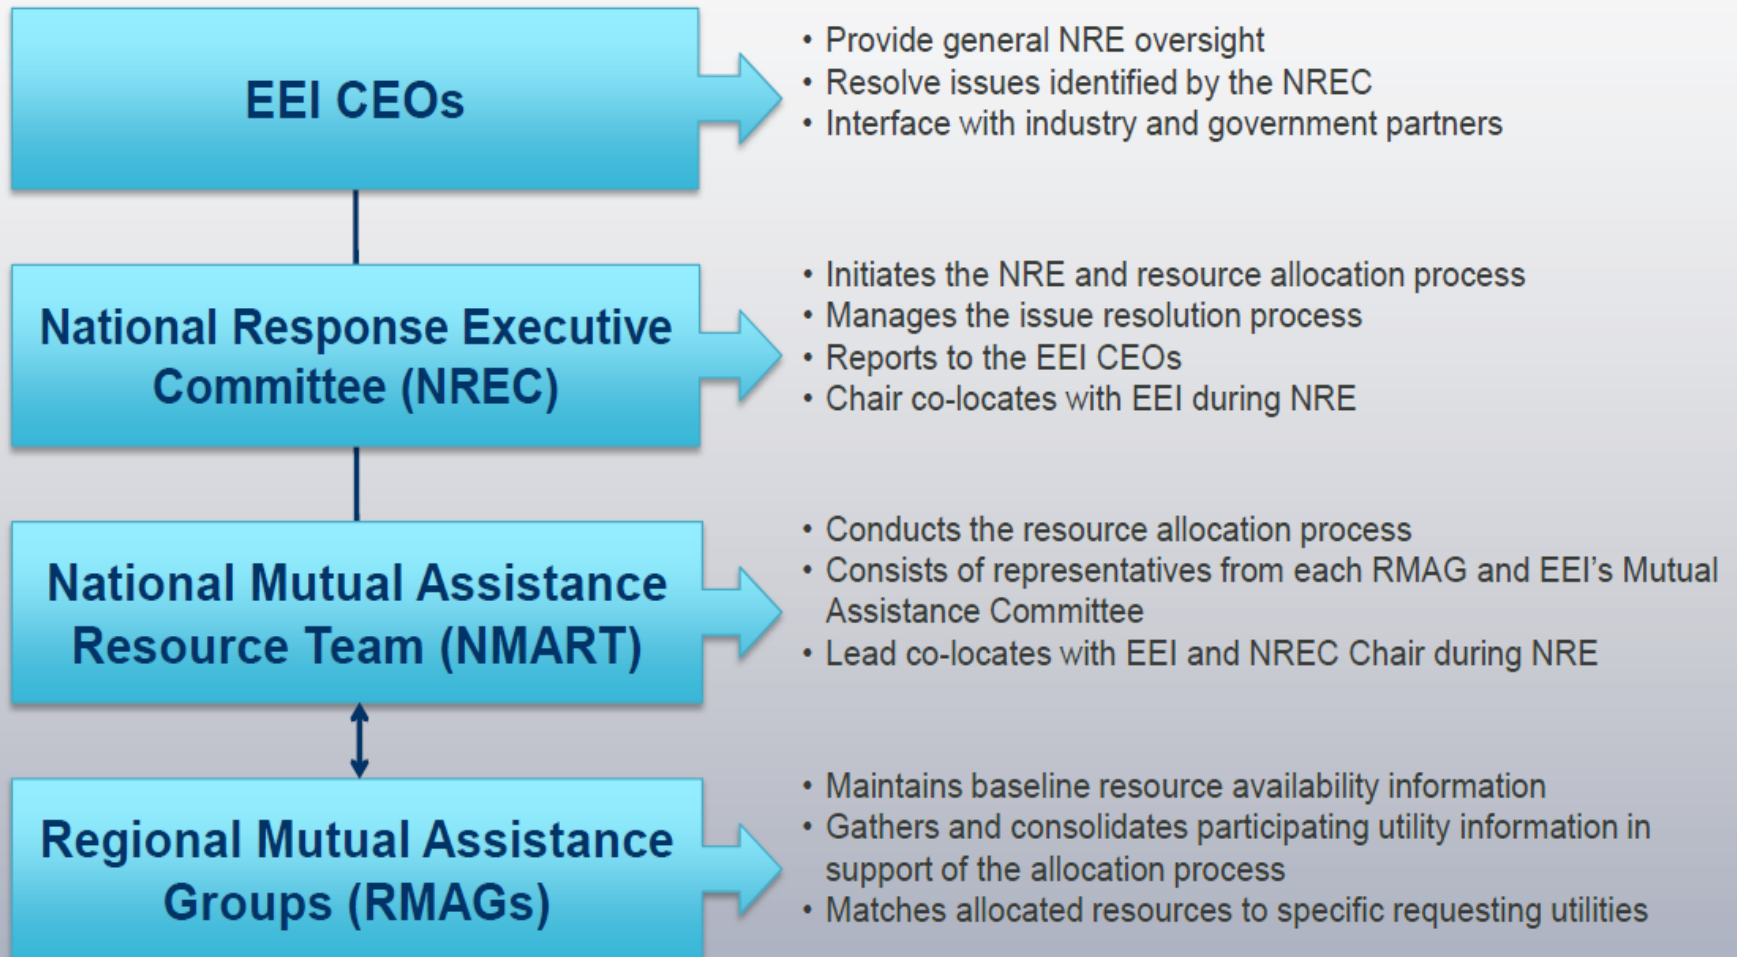 EEI CEOs
• Provide general NRE oversight
• Resolve issues identified by the NREC
• Interface with industry and government partners
National Response Executive
Committee (NREC)
• Initiates the NRE and resource allocation process
• Manages the issue resolution process
• Reports to the EEI CEOs
• Chair co-locates with EEI during NRE
National Mutual Assistance
Resource Team (NMART)
• Conducts the resource allocation process
• Consists of representatives from each RMAG and EEI’s Mutual
Assistance Committee
• Lead co-locates with EEI and NREC Chair during NRE
Regional Mutual Assistance
Groups (RMAGs)
• Maintains baseline resource availability information
• Gathers and consolidates participating utility information in
support of the allocation process
• Matches allocated resources to specific requesting utilities